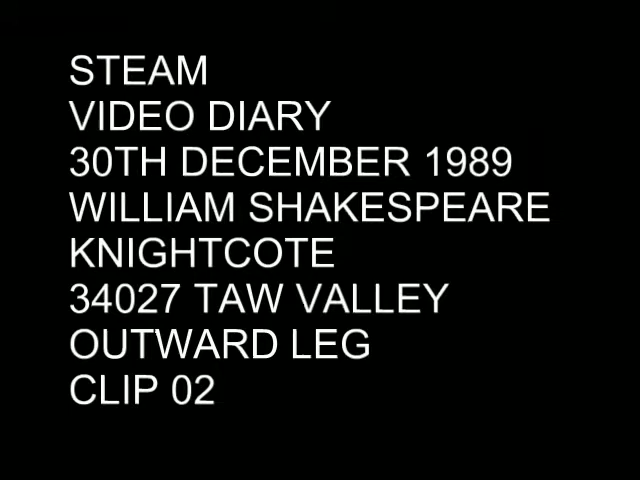 STEAM
VIDEO DIARY
30TH DECEMBER 1989
WILLIAM SHAKESPEARE
KNIGHTCOTE
34027 TAW VALLEY
OUTWARD LEG
CLIP 02